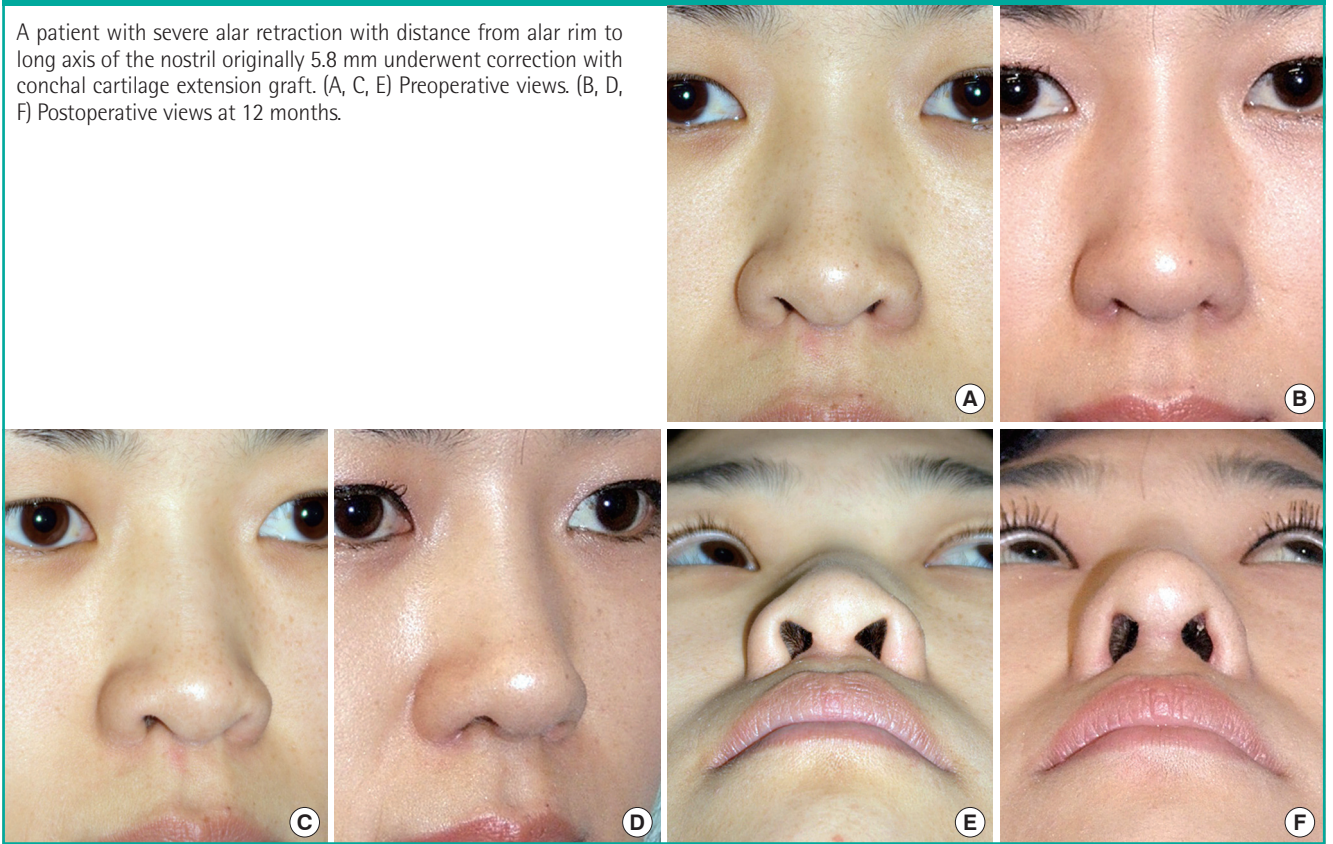 A patient with severe alar retraction with distance from alar rim to
long axis of the nostril originally 5.8 mm underwent correction with
conchal cartilage extension graft. (A, C, E) Preoperative views. (B, D,
F) Postoperative views at 12 months.
A
B
C
D
E
F